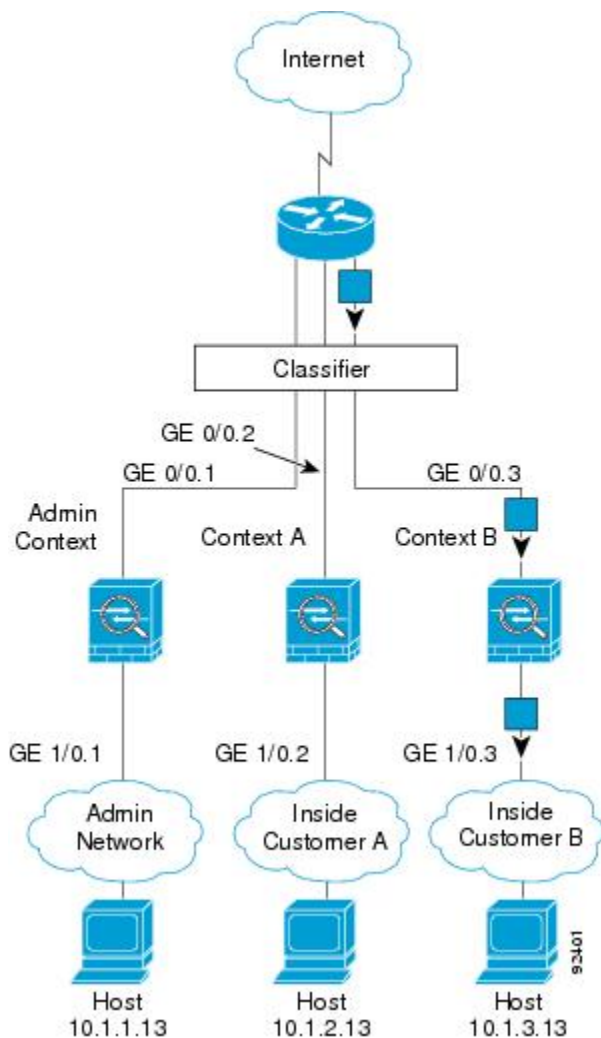 Internet
Classifier
GE 0/0.2
GE 0/0.1
GE 0/0.3
Admin
Context
Context A
Context B
GE 1/0.1
GE 1/0.2
GE 1/0.3
Admin
Network
Inside
Customer A
Inside
Customer B
92401
Host
10.1.1.13
Host
10.1.2.13
Host
10.1.3.13